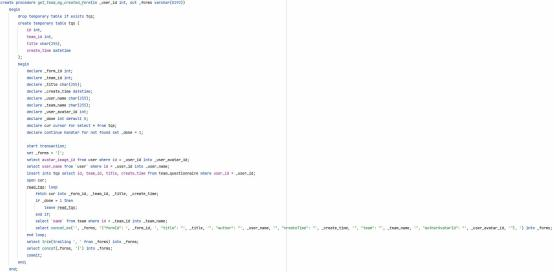 create procedure get_team_og_creates_form(in _user_id int, out _forms varchar(8192))
begin
drop temporary table if exists tqs;
create temporary table tqs (
id int,
team_id int,
title char(255),
create_time datetime
);
begin
declare _form_id int;
declare _team_id int;
declare _title char(255);
declare _create_time datetime;
declare _user_name char(255);
declare _team_name char(255);
declare _user_avatar_id int;
declare _done int default 0;
declare cur cursor for select * from tqs;
declare continue handler for not found set _done = 1;
start transaction;
set _forms = '[';
select avatar_image_id from user where id = _user_id into _user_avatar_id;
select user_name from `user` where id = _user_id into _user_name;
insert into tqs select id, team_id, title, create_time from team_questionnaire where user_id = _user_id;
open cur;
read_tqs: loop
fetch cur into _form_id, _team_id, _title, _create_time;
if _done = 1 then
leave read_tqs;
end if;
select `name` from team where id = _team_id into _team_name;
select concat_ws('', _forms, '{"formId": ', _form_id, ', "title": "', _title, '", "author": "', _user_name, '", "createTime": "', _create_time, '", "team": "', _team_name, '", "authorAvatarId": ', _user_avatar_id, '}, ') into _forms;
end loop;
select trim(trailing ', ' from _forms) into _forms;
select concat(_forms, ']') into _forms;
commit;
end;
end;